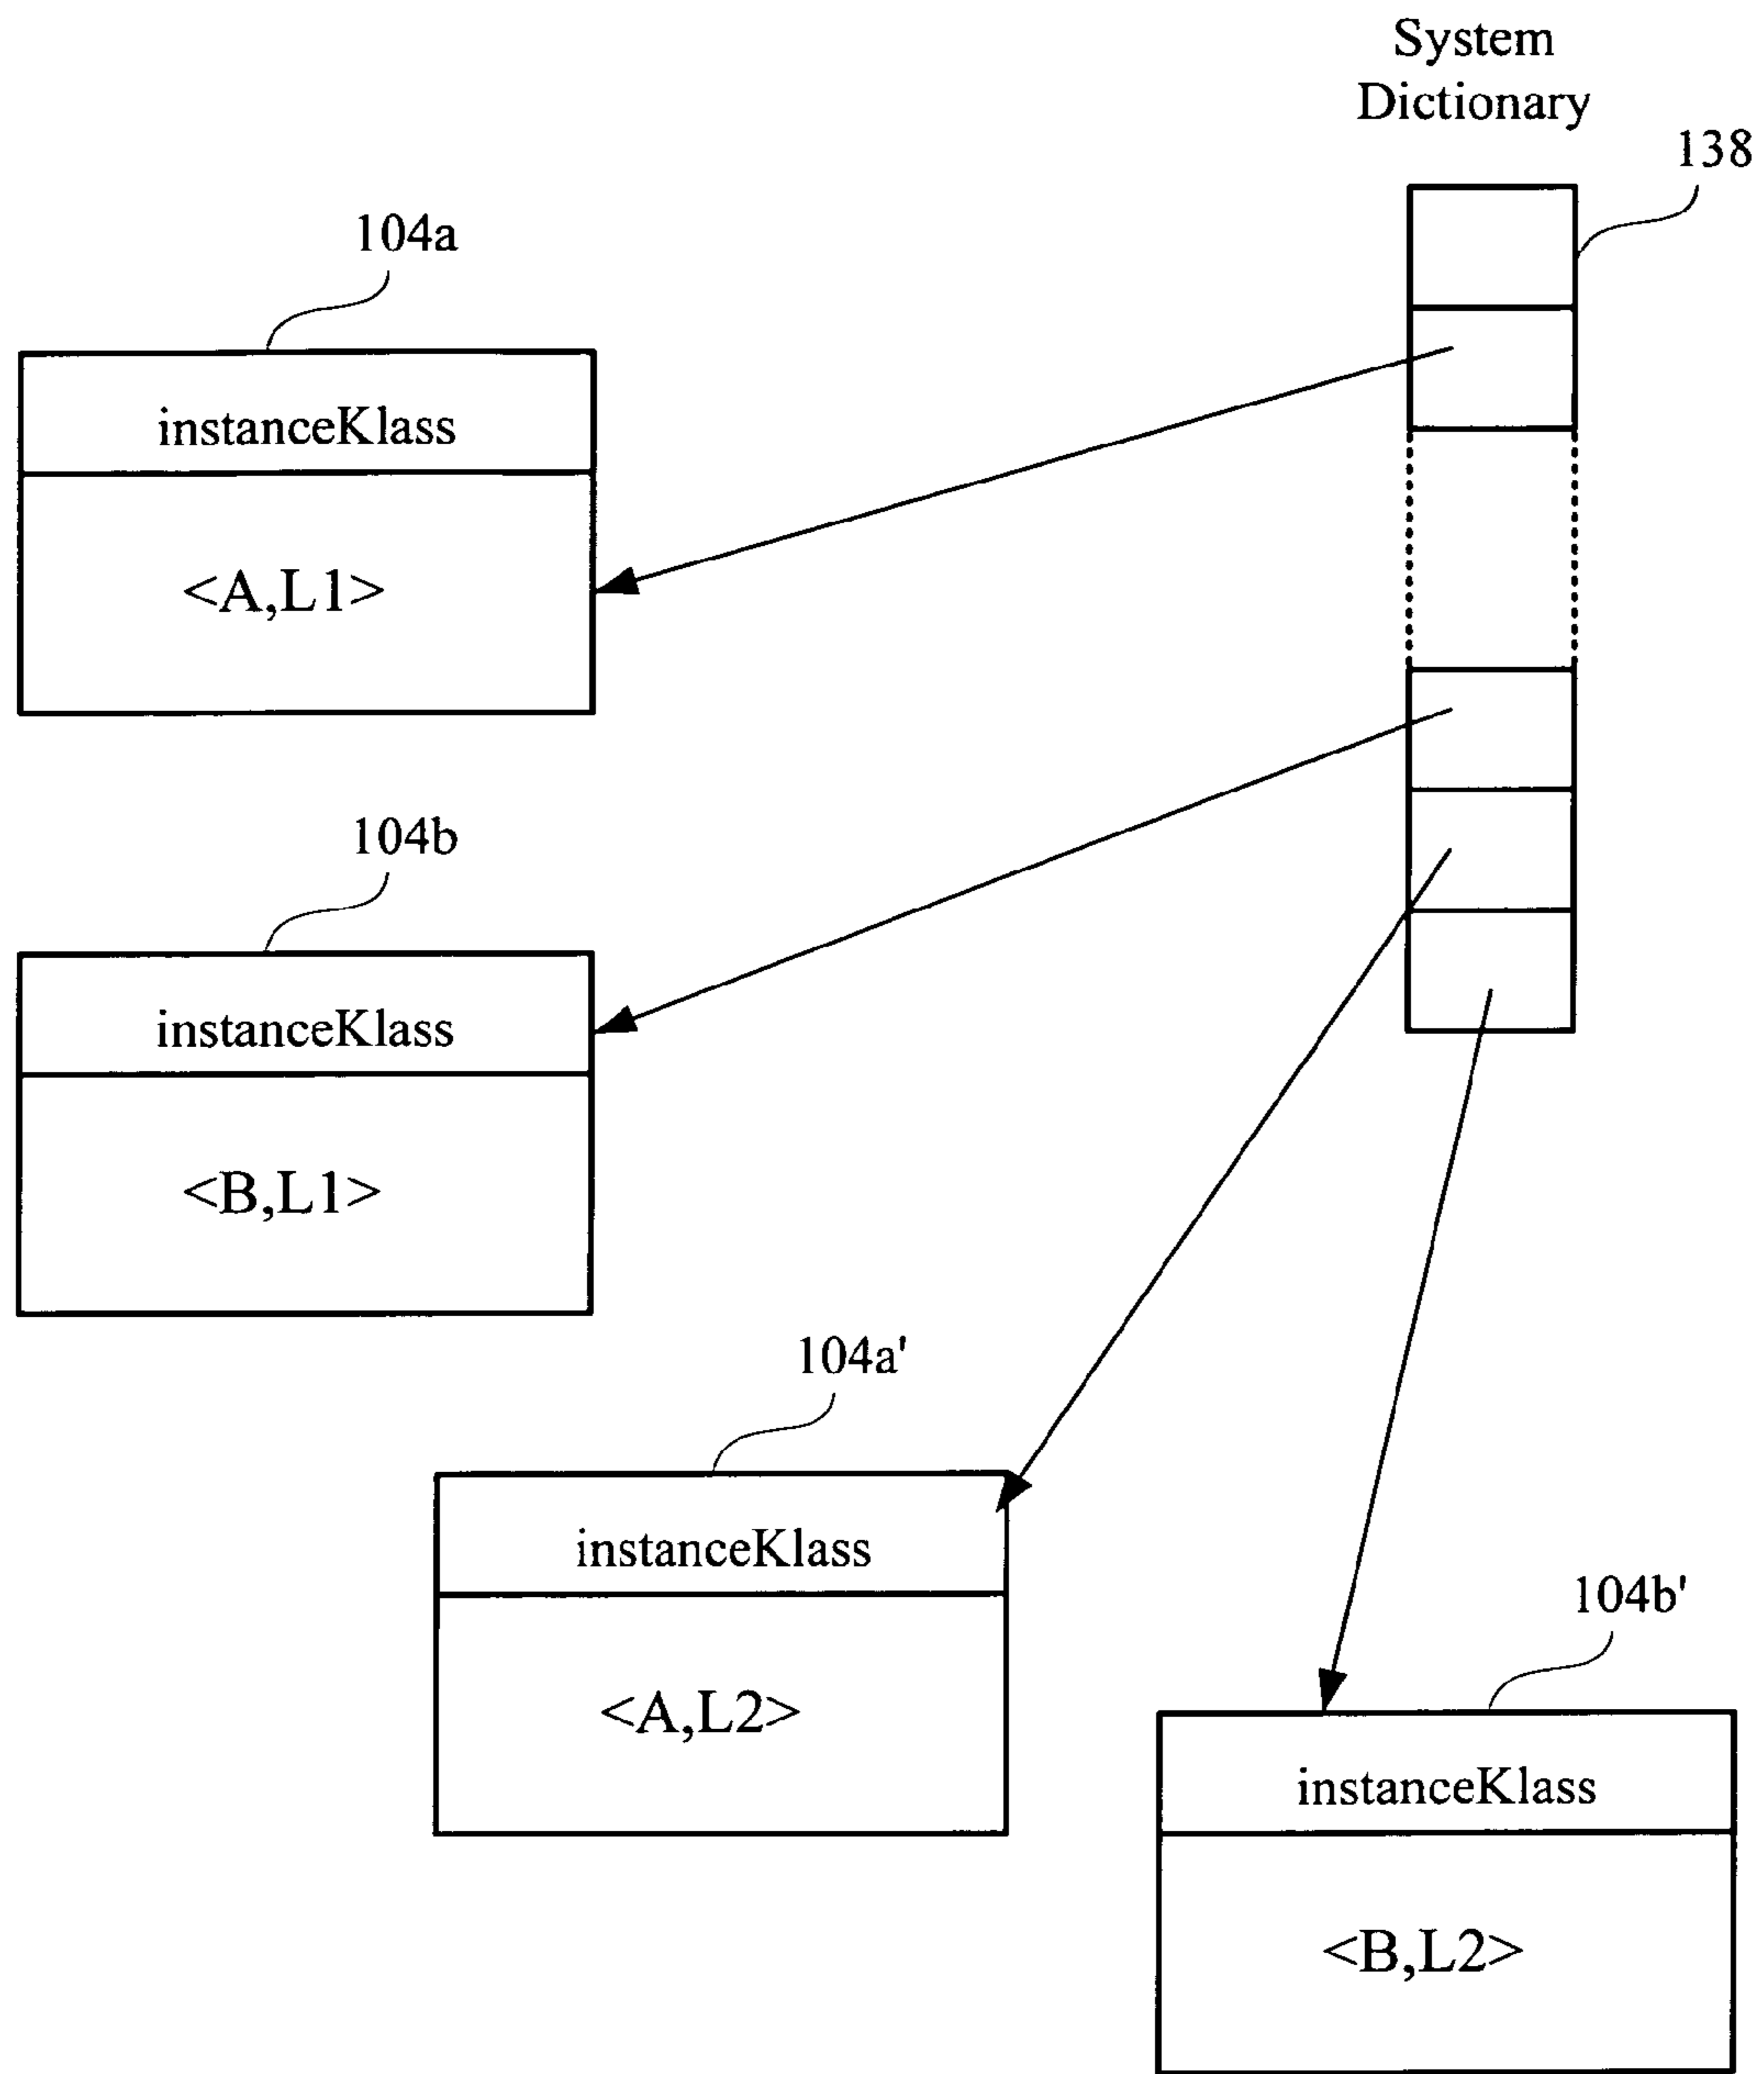 System
Dictionary
138
104a
instanceKlass
<A,L1>
104b
instanceKlass
<B,L1>
104a'
instanceKlass
<A,L2>
104b'
instanceKlass
<B,L2>